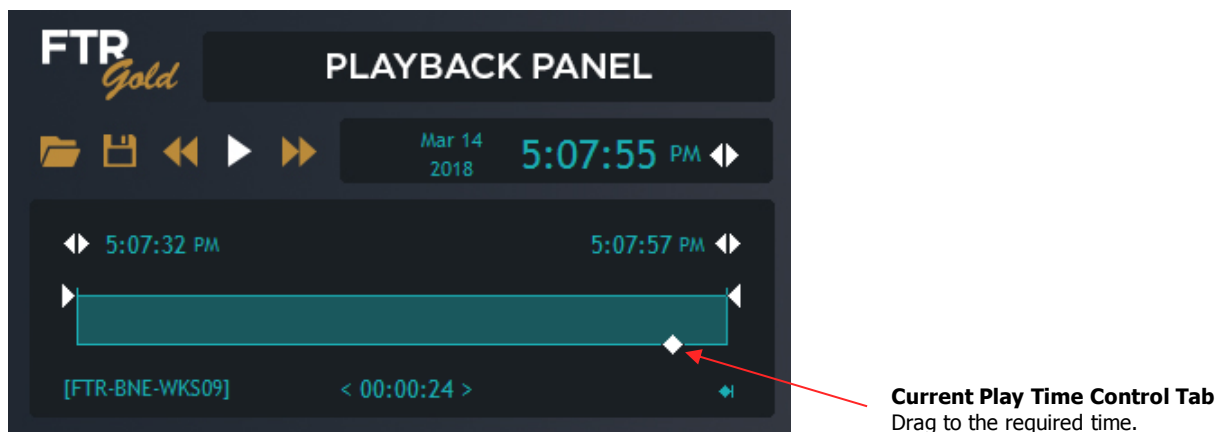 FTR
Gold
PLAYBACK PANEL
Mar 14
2018
5:07:55 PM
5:07:32 PM
5:07:57 PM
[FTR-BNE-WKS09]
< 00:00:24 >
Current Play Time Control Tab
Drag to the required time.